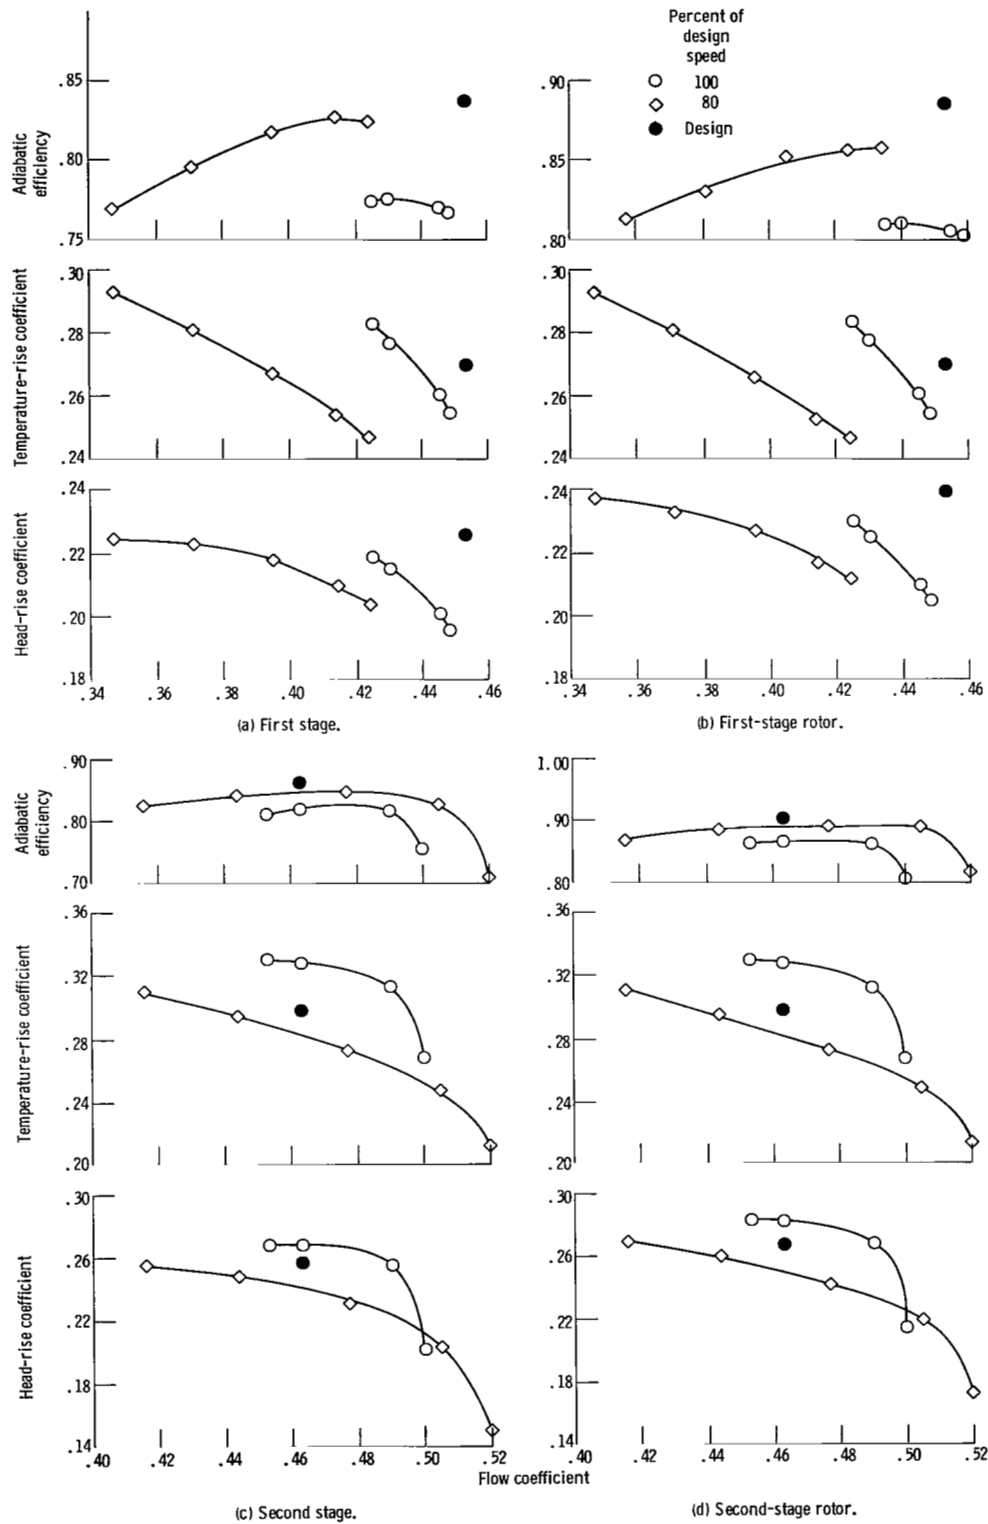 Percent of
design
speed
100
80
Design
Adiabatic
efficiency
.85
.80
.75
.90
.85
.80
Temperature-rise coefficient
.30
.28
.26
.24
.30
.28
.26
.24
Head-rise coefficient
.24
.22
.20
.18
.24
.22
.20
.18
.34 .36 .38 .40 .42 .44 .46
.34 .36 .38 .40 .42 .44 .46
(a) First stage.
(b) First-stage rotor.
Adiabatic
efficiency
.90
.80
.70
1.00
.90
.80
Temperature-rise coefficient
.36
.32
.28
.24
.20
.36
.32
.28
.24
.20
Head-rise coefficient
.30
.26
.22
.18
.14
.30
.26
.22
.18
.14
.40 .42 .44 .46 .48 .50 .52
.40 .42 .44 .46 .48 .50 .52
Flow coefficient
(c) Second stage.
(d) Second-stage rotor.